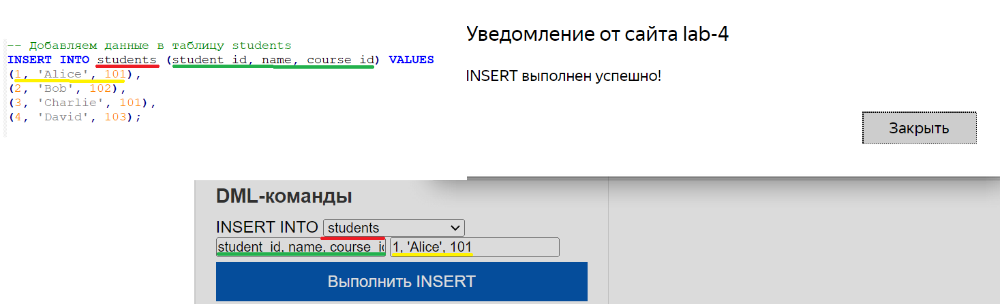 -- Добавляем данные в таблицу students
INSERT INTO students (student_id, name, course_id) VALUES
(1, 'Alice', 101),
(2, 'Bob', 102),
(3, 'Charlie', 101),
(4, 'David', 103);
Уведомление от сайта lab-4
INSERT выполнен успешно!
Закрыть
DML-команды
INSERT INTO students
student_id, name, course_id 1, 'Alice', 101
Выполнить INSERT